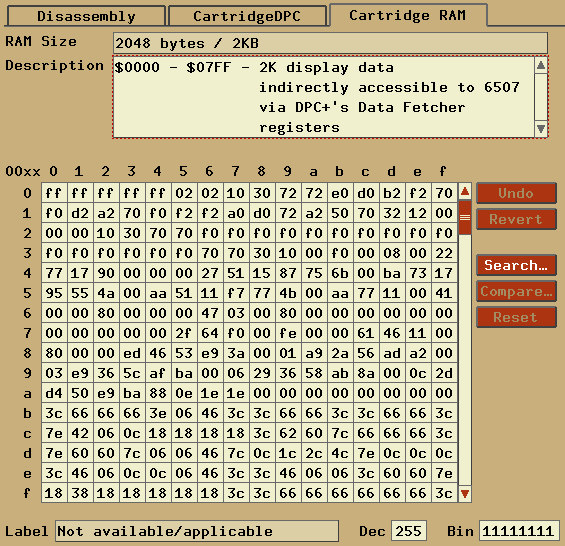 Disassembly CartridgeDPC Cartridge RAM
RAM Size 2048 bytes / 2KB
Description $0000 - $07FF - 2K display data
indirectly accessible to 6507
via DPC+'s Data Fetcher
registers
00xx 0 1 2 3 4 5 6 7 8 9 a b c d e f
0 ff ff ff ff ff 02 02 10 30 72 72 e0 d0 b2 f2 70 Undo
1 f0 d2 a2 70 f0 f2 f2 a0 d0 72 a2 50 70 32 12 00 Revert
2 00 00 10 30 70 70 f0 f0 f0 f0 f0 f0 f0 f0 f0 f0
3 f0 f0 f0 f0 f0 f0 70 70 30 10 00 f0 00 08 00 22
4 77 17 90 00 00 00 27 51 15 87 75 6b 00 ba 73 17 Search…
5 95 55 4a 00 aa 51 11 f7 77 4b 00 aa 77 11 00 41 Compare…
6 00 00 80 00 00 00 47 03 00 80 00 00 00 00 00 00 Reset
7 00 00 00 00 00 2f 64 f0 00 fe 00 00 61 46 11 00
8 80 00 00 ed 46 53 e9 3a 00 01 a9 2a 56 ad a2 00
9 03 e9 36 5c af ba 00 06 29 36 58 ab 8a 00 0c 2d
a d4 50 e9 ba 88 0e 1e 1e 00 00 00 00 00 00 00 00
b 3c 66 66 66 3e 06 46 3c 3c 66 66 3c 3c 66 66 3c
c 7e 42 06 0c 18 18 18 18 3c 62 60 7c 66 66 66 3c
d 7e 60 60 7c 06 06 46 7c 0c 1c 2c 4c 7e 0c 0c 0c
e 3c 46 06 0c 0c 06 46 3c 3c 46 06 06 3c 60 60 7e
f 18 38 18 18 18 18 18 3c 3c 66 66 66 66 66 66 3c
Label Not available/applicable Dec 255 Bin 11111111